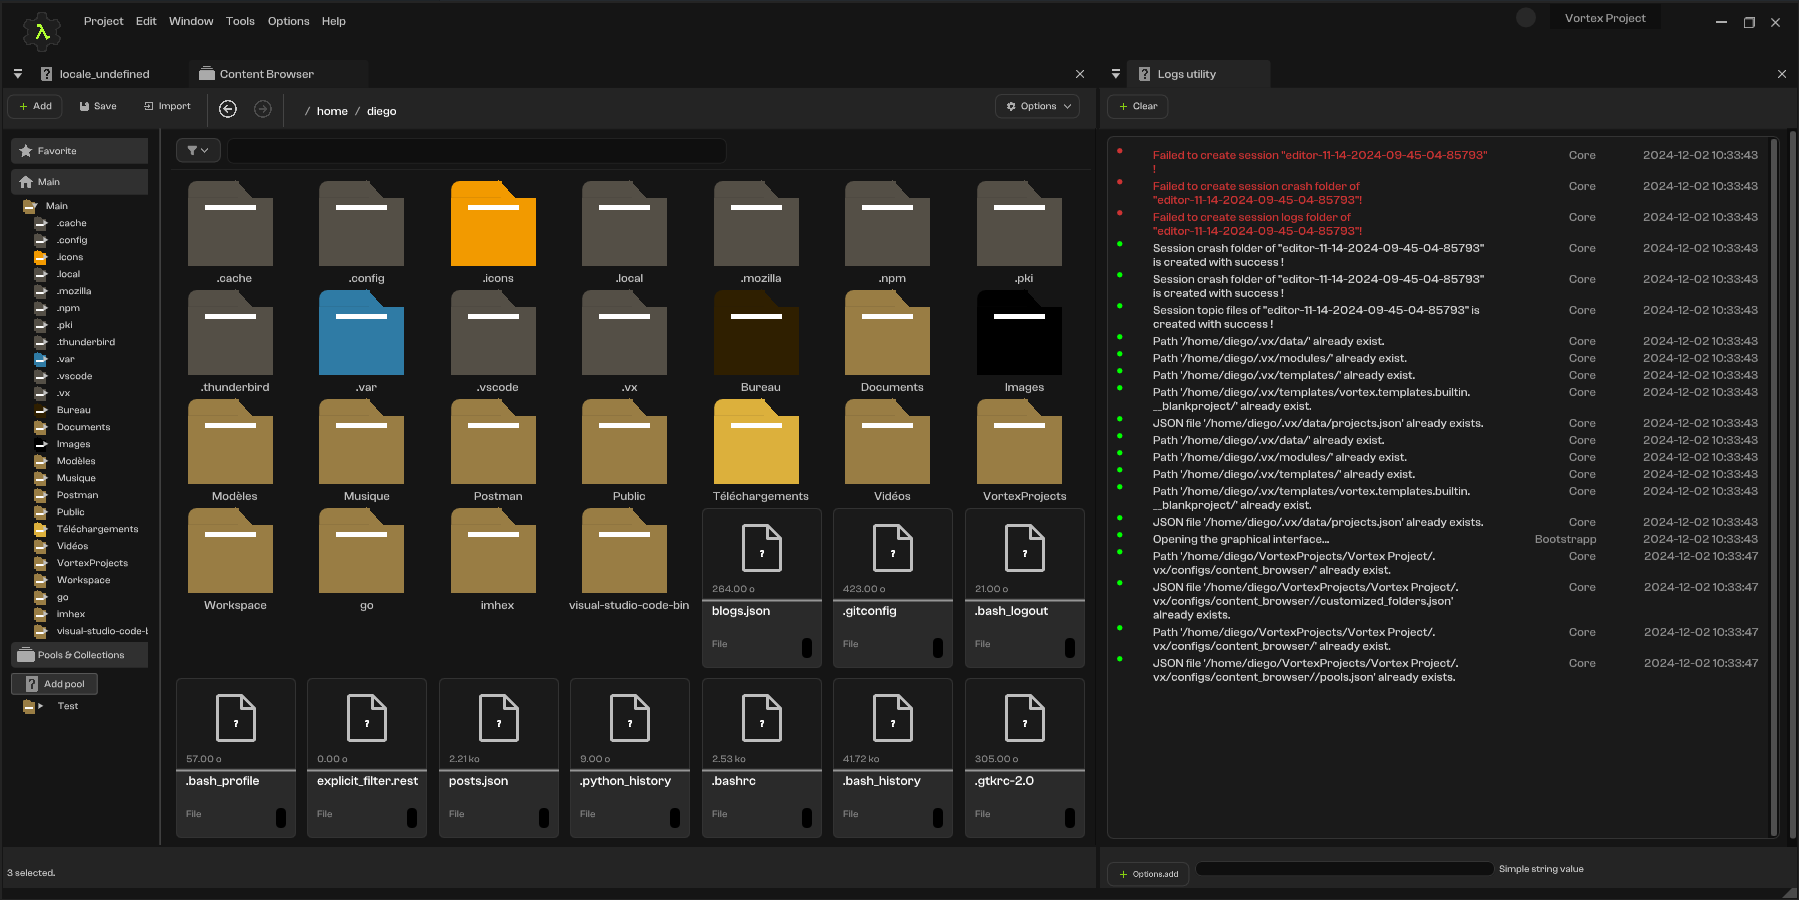 Project Edit Window Tools Options Help
Vortex Project
locale_undefined
Content Browser
Logs utility
Add Save Import
/ home / diego
Options
Clear
Favorite
Main
Main
.cache
.config
.icons
.local
.mozilla
.npm
.pki
.thunderbird
.var
.vscode
.vx
Bureau
Documents
Images
Modèles
Musique
Postman
Public
Téléchargements
Vidéos
VortexProjects
Workspace
go
imhex
visual-studio-code-b
Pools & Collections
Add pool
Test
.cache .config .icons .local .mozilla .npm .pki
.thunderbird .var .vscode .vx Bureau Documents Images
Modèles Musique Postman Public Téléchargements Vidéos VortexProjects
Workspace go imhex visual-studio-code-bin
264.00 o 423.00 o 21.00 o
blogs.json .gitconfig .bash_logout
File File File
57.00 o 0.00 o 2.21 ko 9.00 o 2.53 ko 41.72 ko 305.00 o
.bash_profile explicit_filter.rest posts.json .python_history .bashrc .bash_history .gtkrc-2.0
File File File File File File File
3 selected.
Failed to create session "editor-11-14-2024-09-45-04-85793" Core 2024-12-02 10:33:43
!
Failed to create session crash folder of Core 2024-12-02 10:33:43
"editor-11-14-2024-09-45-04-85793"!
Failed to create session logs folder of Core 2024-12-02 10:33:43
"editor-11-14-2024-09-45-04-85793"!
Session crash folder of "editor-11-14-2024-09-45-04-85793" Core 2024-12-02 10:33:43
is created with success !
Session crash folder of "editor-11-14-2024-09-45-04-85793" Core 2024-12-02 10:33:43
is created with success !
Session topic files of "editor-11-14-2024-09-45-04-85793" is Core 2024-12-02 10:33:43
created with success !
Path '/home/diego/.vx/data/' already exist. Core 2024-12-02 10:33:43
Path '/home/diego/.vx/modules/' already exist. Core 2024-12-02 10:33:43
Path '/home/diego/.vx/templates/' already exist. Core 2024-12-02 10:33:43
Path '/home/diego/.vx/templates/vortex.templates.builtin. Core 2024-12-02 10:33:43
__blankproject/' already exist.
JSON file '/home/diego/.vx/data/projects.json' already exists. Core 2024-12-02 10:33:43
Path '/home/diego/.vx/data/' already exist. Core 2024-12-02 10:33:43
Path '/home/diego/.vx/modules/' already exist. Core 2024-12-02 10:33:43
Path '/home/diego/.vx/templates/' already exist. Core 2024-12-02 10:33:43
Path '/home/diego/.vx/templates/vortex.templates.builtin. Core 2024-12-02 10:33:43
__blankproject/' already exist.
JSON file '/home/diego/.vx/data/projects.json' already exists. Core 2024-12-02 10:33:43
Opening the graphical interface... Bootstrapp 2024-12-02 10:33:43
Path '/home/diego/VortexProjects/Vortex Project/. Core 2024-12-02 10:33:47
vx/configs/content_browser/' already exist.
JSON file '/home/diego/VortexProjects/Vortex Project/. Core 2024-12-02 10:33:47
vx/configs/content_browser//customized_folders.json'
already exists.
Path '/home/diego/VortexProjects/Vortex Project/. Core 2024-12-02 10:33:47
vx/configs/content_browser/' already exist.
JSON file '/home/diego/VortexProjects/Vortex Project/. Core 2024-12-02 10:33:47
vx/configs/content_browser//pools.json' already exists.
Options.add
Simple string value